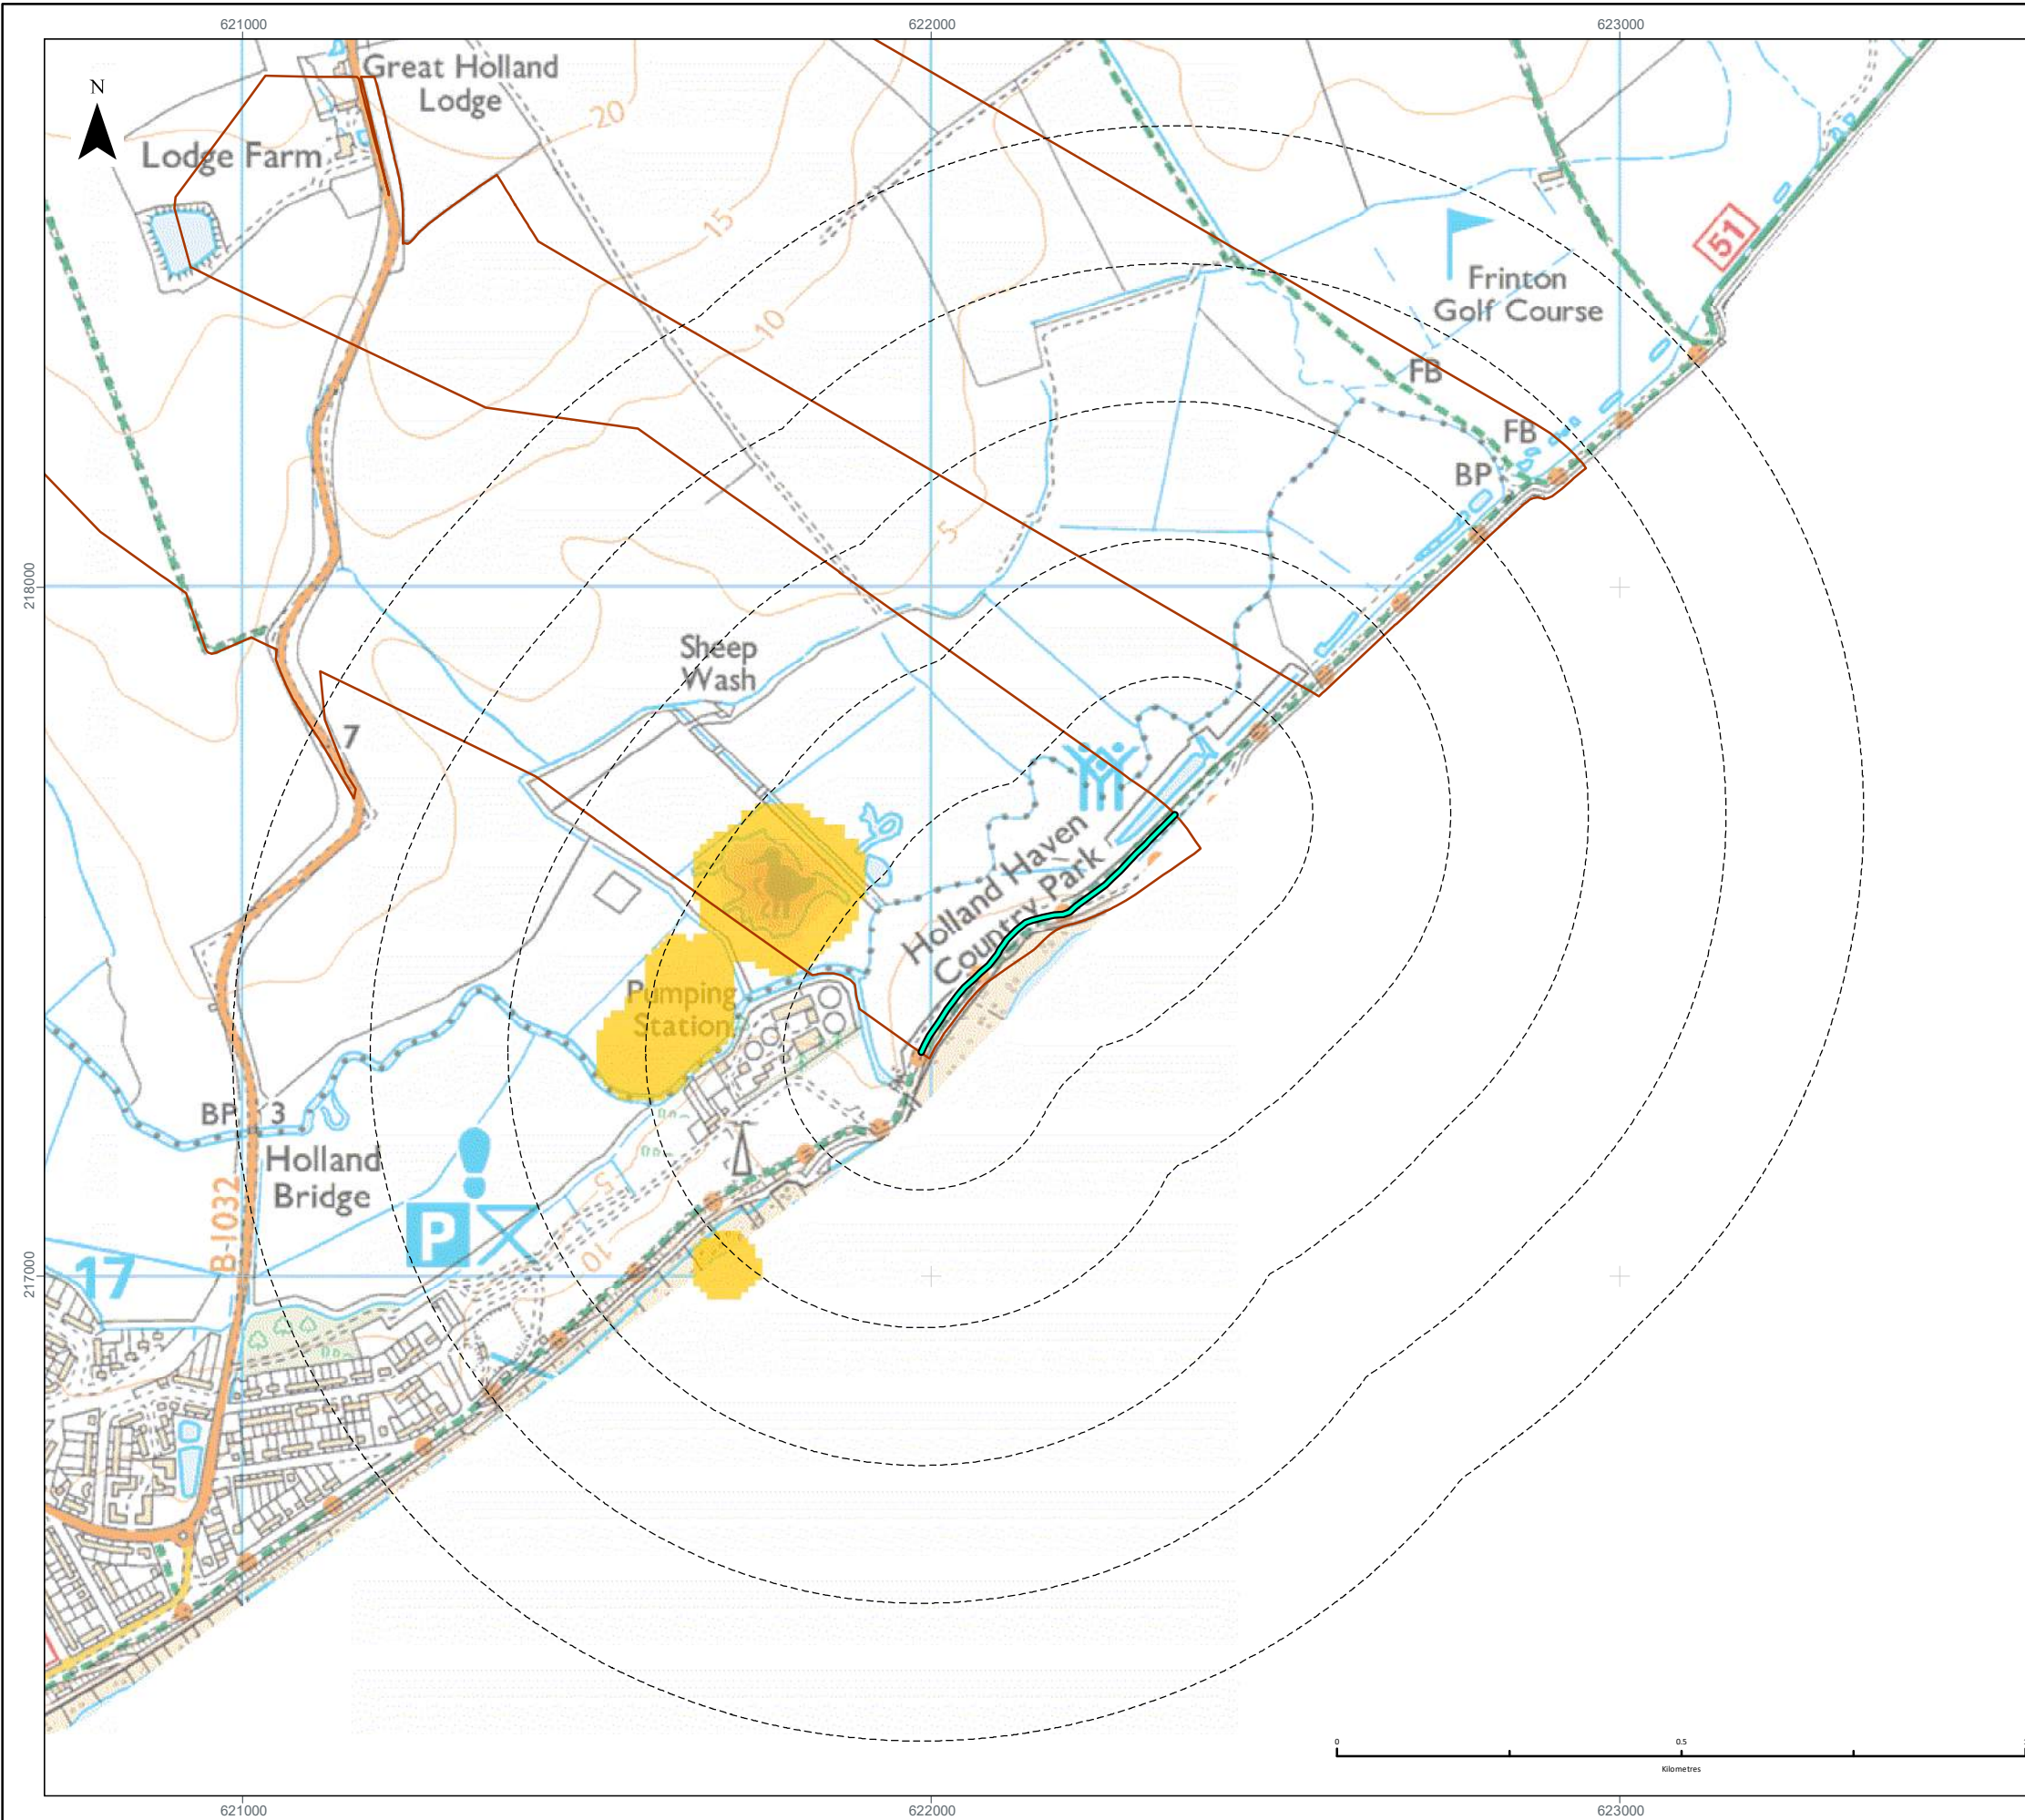 621000
622000
623000
N
Great Holland
Lodge
20
Lodge Farm
15
51
Frinton
Golf Course
10
FB
FB
BP
5
218000
Sheep
Wash
7
Holland Haven
Country Park
Pumping
Station
BP
3
Holland
Bridge
B1032
P
5
10
17
217000
0
0.5
Kilometres
621000
622000
623000